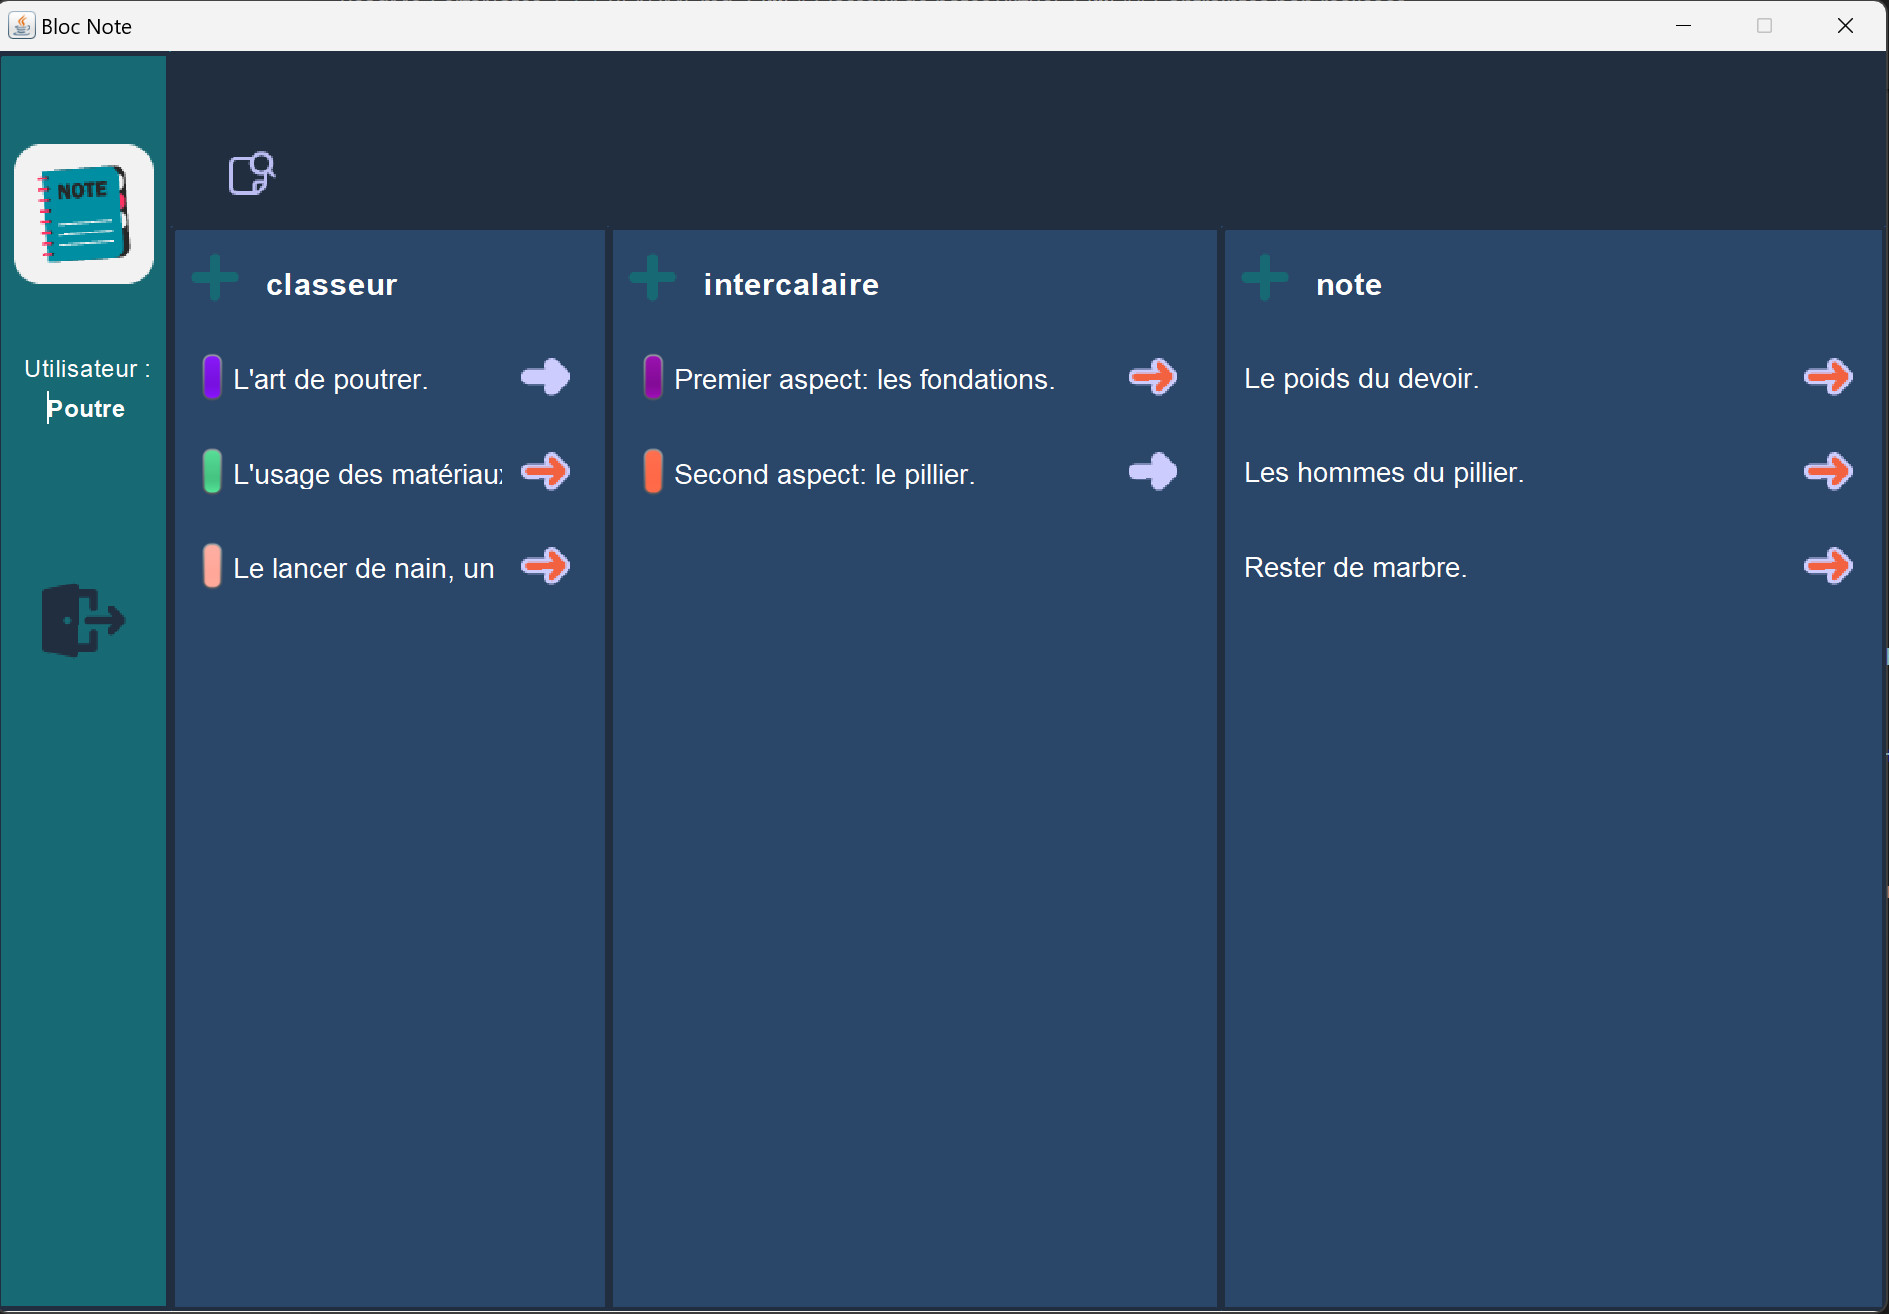 Bloc Note
NOTE
Utilisateur :
Poutre
classeur
L'art de poutrer.
L'usage des matériaux
Le lancer de nain, un
intercalaire
Premier aspect: les fondations.
Second aspect: le pillier.
note
Le poids du devoir.
Les hommes du pillier.
Rester de marbre.